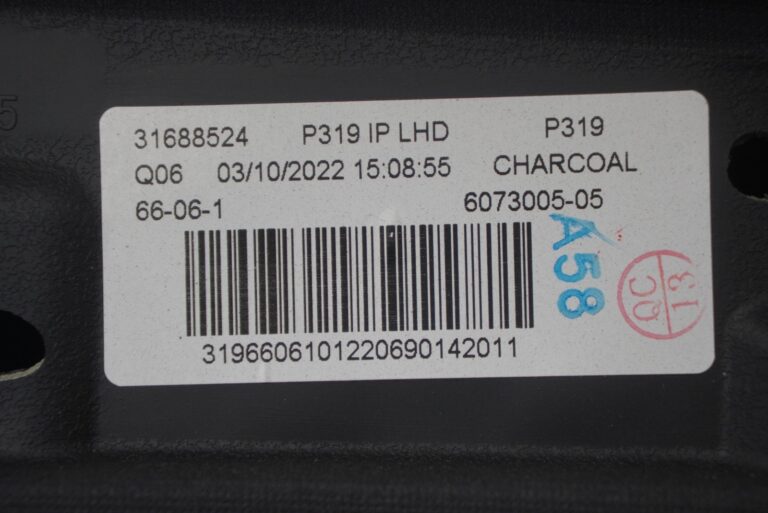 31688524 P319 IP LHD P319
Q06 03/10/2022 15:08:55 CHARCOAL
66-06-1 6073005-05
A58
QC
13
3196606101220690142011
5